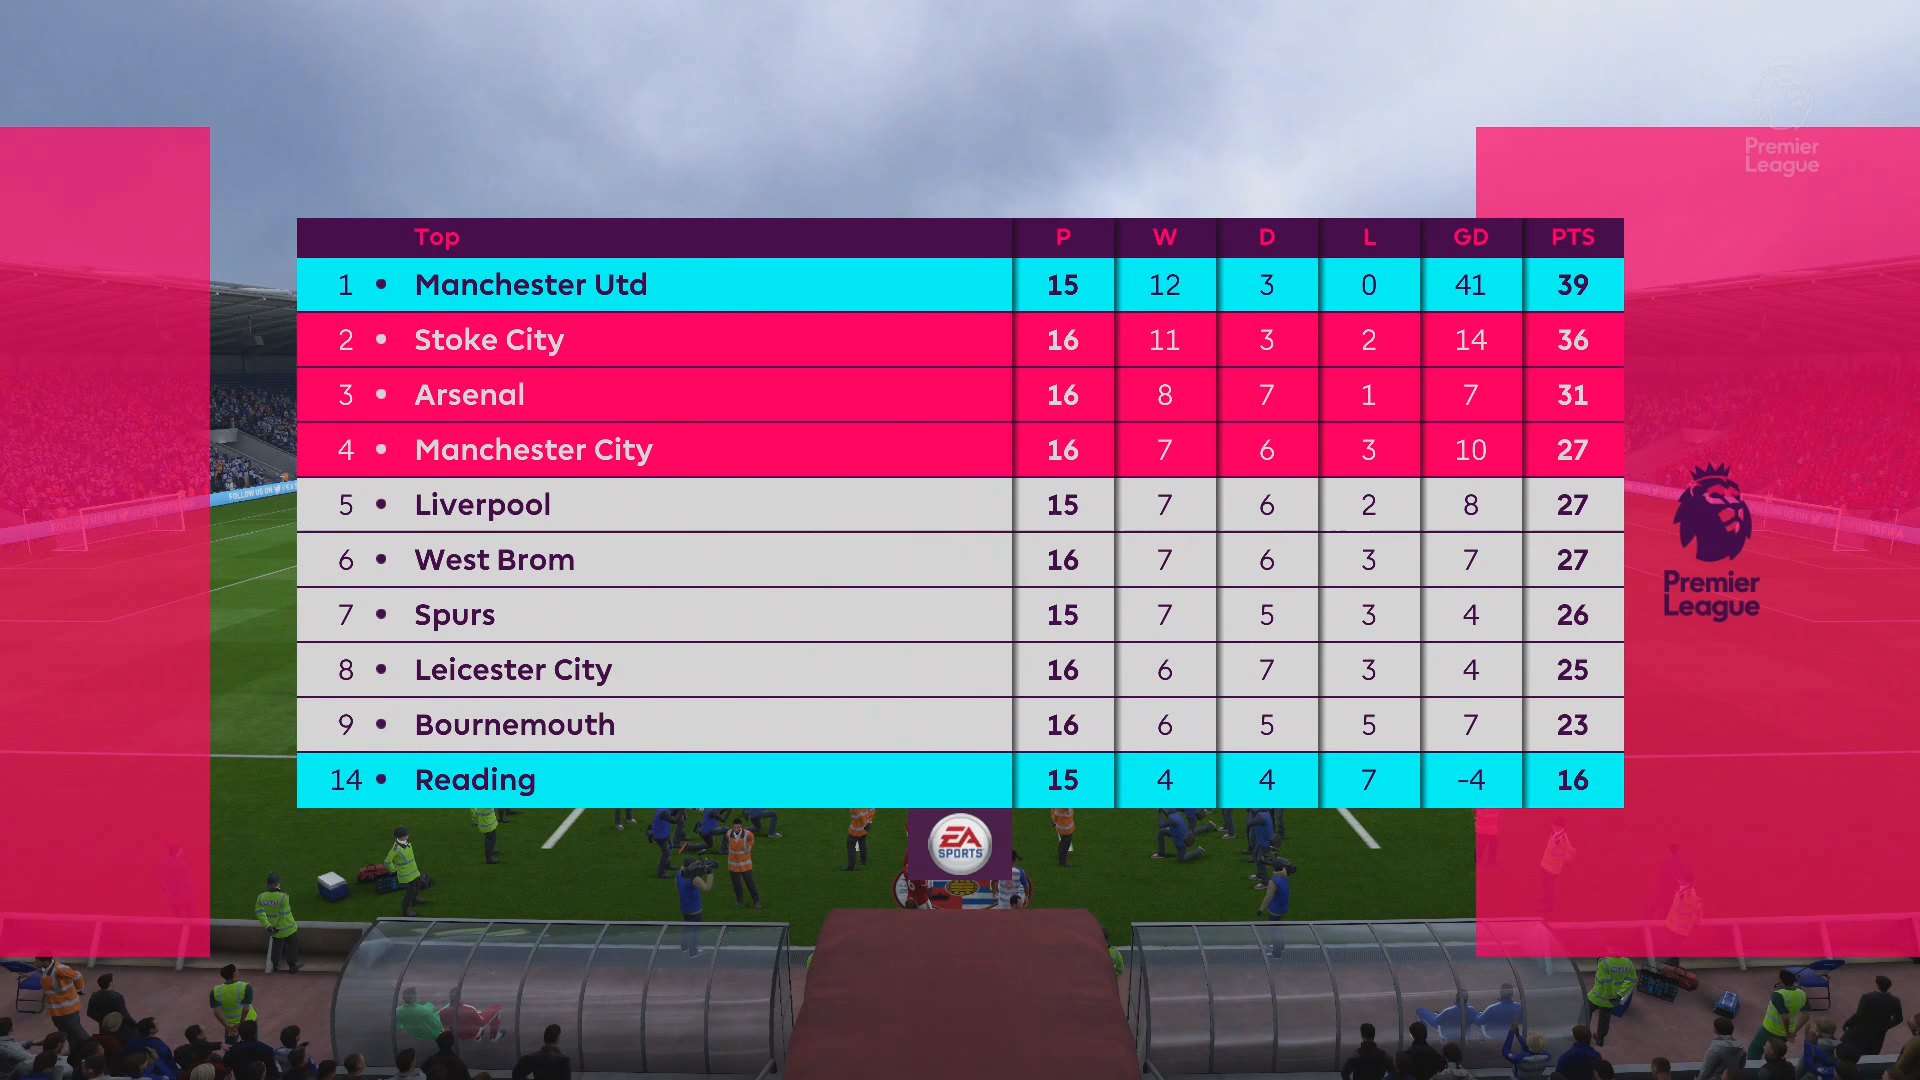 Premier
League
Top P W D L GD PTS
1 • Manchester Utd 15 12 3 0 41 39
2 • Stoke City 16 11 3 2 14 36
3 • Arsenal 16 8 7 1 7 31
4 • Manchester City 16 7 6 3 10 27
5 • Liverpool 15 7 6 2 8 27
6 • West Brom 16 7 6 3 7 27
7 • Spurs 15 7 5 3 4 26
8 • Leicester City 16 6 7 3 4 25
9 • Bournemouth 16 6 5 5 7 23
14 • Reading 15 4 4 7 -4 16
Premier
League
FOLLOW US ON
EA
SPORTS